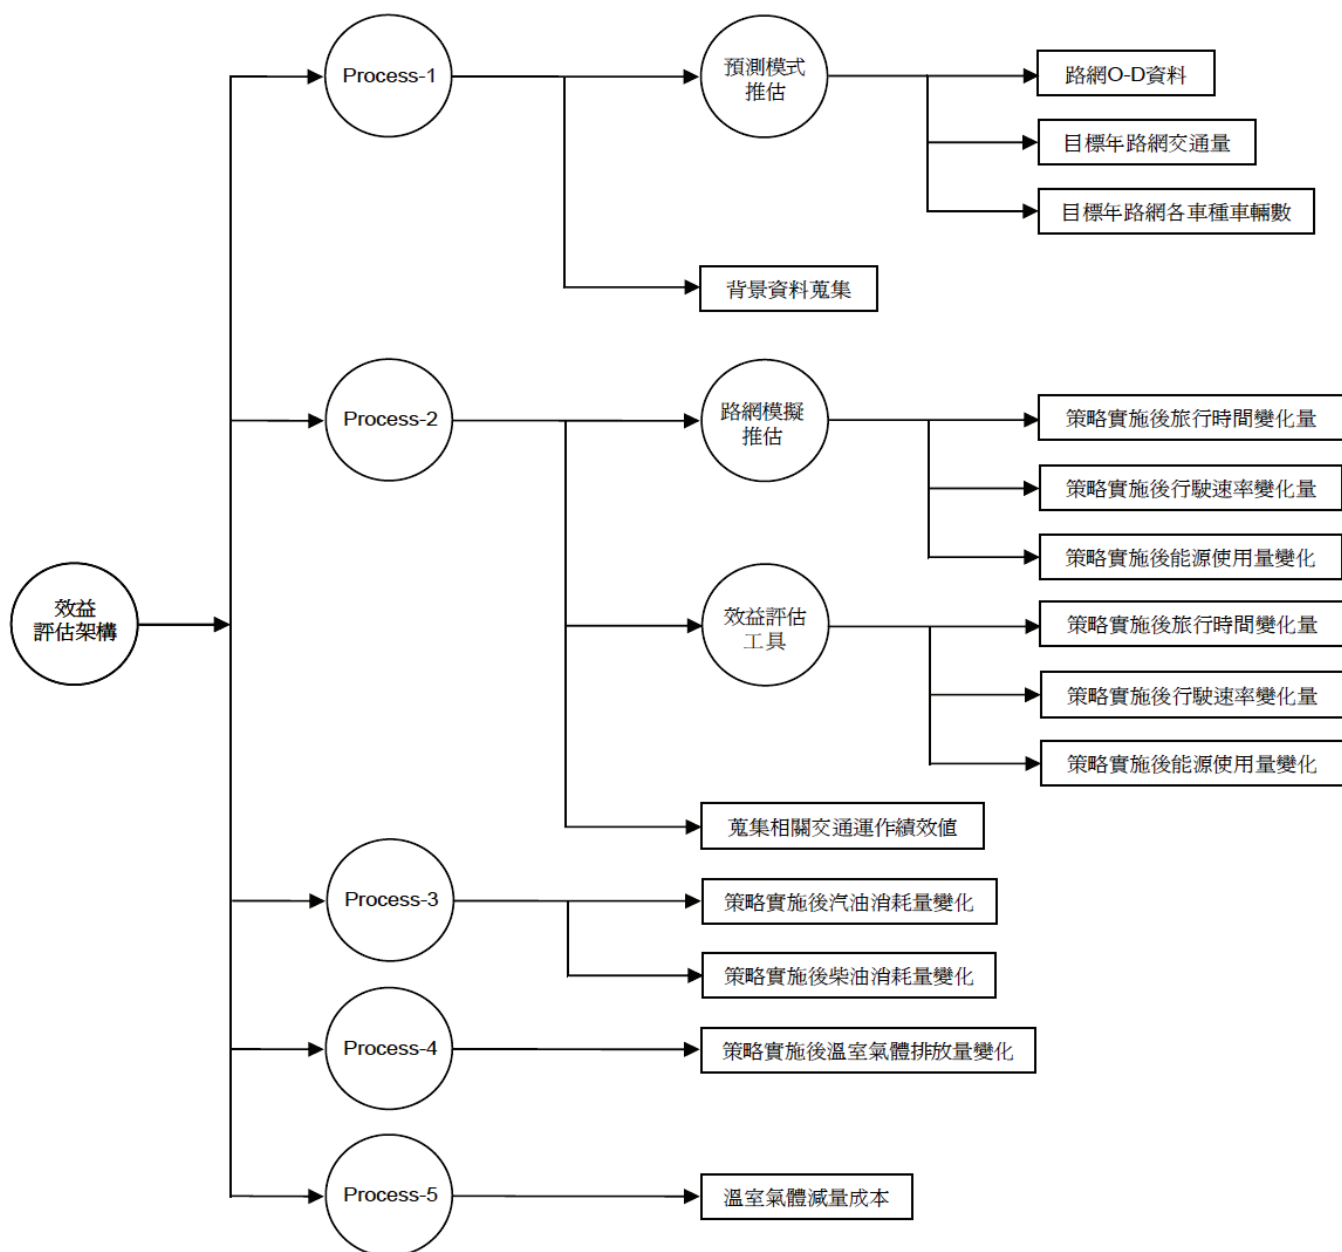 Process-1
預測模式
推估
路網O-D資料
目標年路網交通量
目標年路網各車種車輛數
背景資料蒐集
Process-2
路網模擬
推估
策略實施後旅行時間變化量
策略實施後行駛速率變化量
策略實施後能源使用量變化
效益
評估架構
效益評估
工具
策略實施後旅行時間變化量
策略實施後行駛速率變化量
策略實施後能源使用量變化
蒐集相關交通運作績效值
Process-3
策略實施後汽油消耗量變化
策略實施後柴油消耗量變化
Process-4
策略實施後溫室氣體排放量變化
Process-5
溫室氣體減量成本